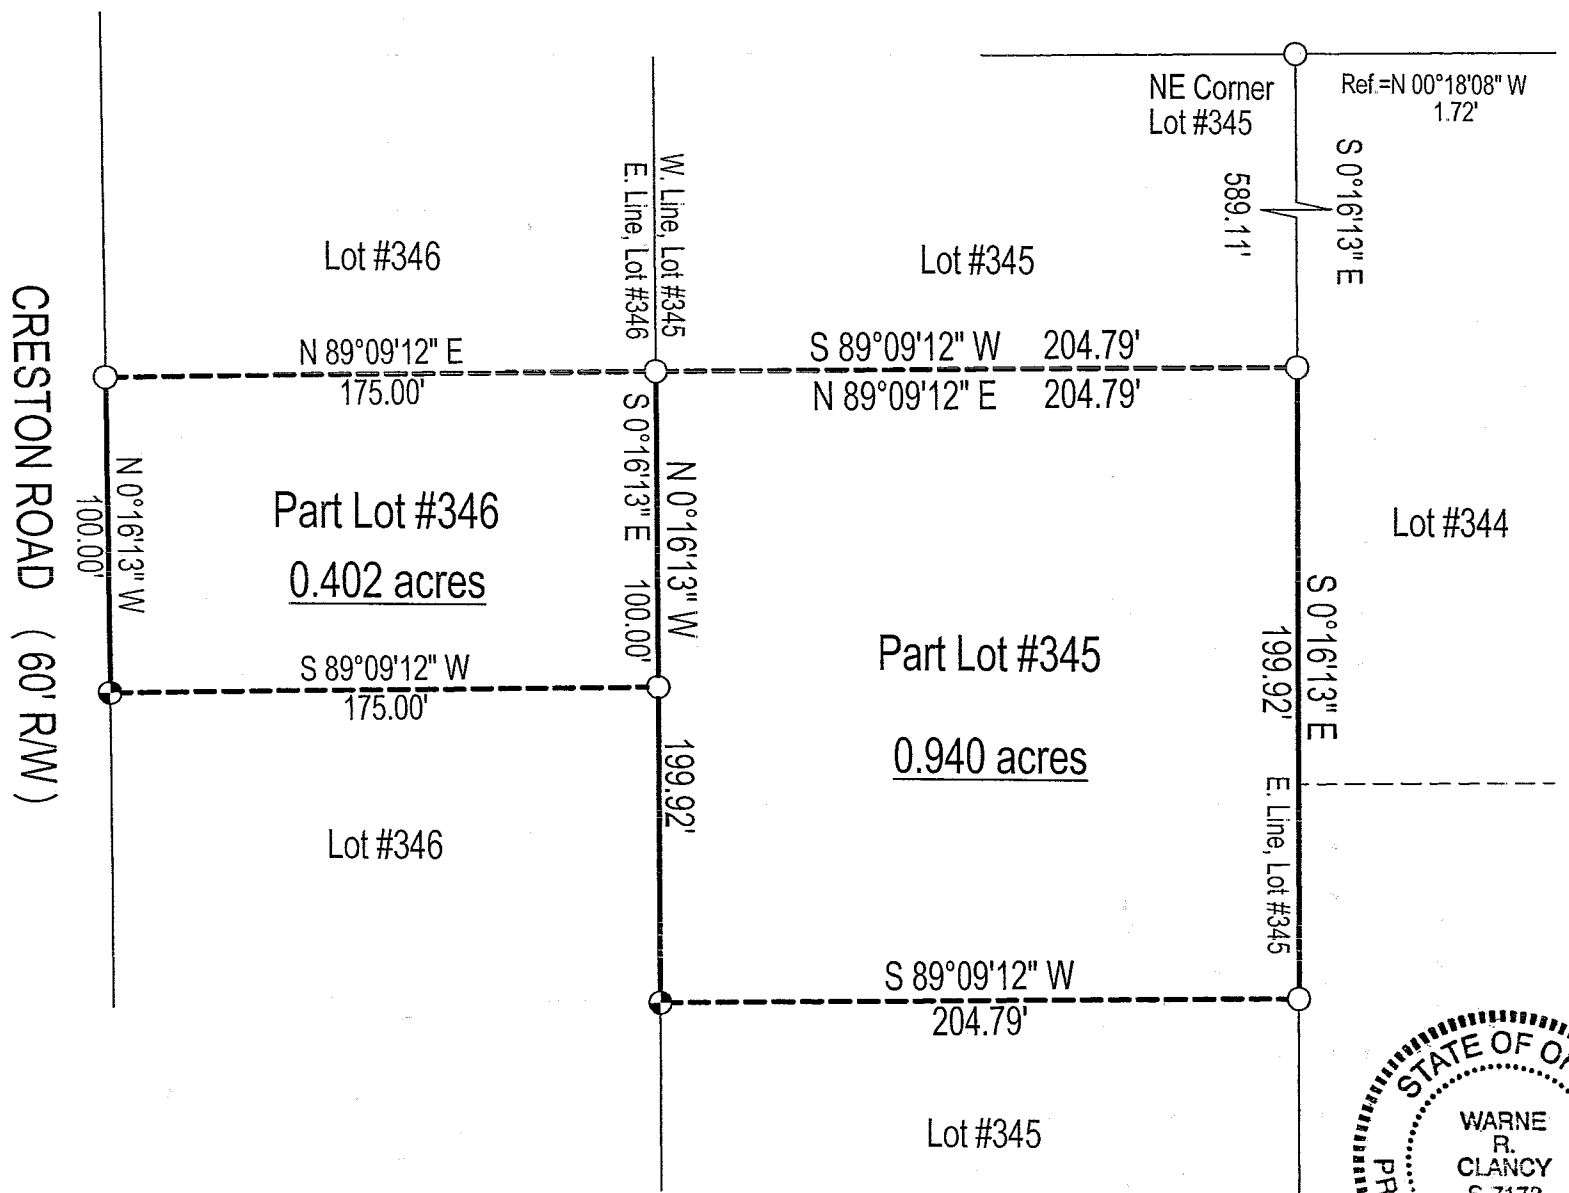 NE Corner
Lot #345
Ref.=N 00°18'08" W
1.72'
S 0°16'13" E
589.11'
W. Line, Lot #345
E. Line, Lot #346
Lot #346
Lot #345
N 89°09'12" E
175.00'
S 89°09'12" W 204.79'
N 89°09'12" E 204.79'
CRESTON ROAD ( 60' R/W )
N 0°16'13" W
100.00'
Part Lot #346
0.402 acres
S 0°16'13" E 100.00'
N 0°16'13" W
199.92'
S 89°09'12" W
175.00'
Lot #346
Part Lot #345
0.940 acres
Lot #344
S 0°16'13" E
199.92'
E. Line, Lot #345
S 89°09'12" W
204.79'
Lot #345
STATE OF
WARNE
R.
CLANCY